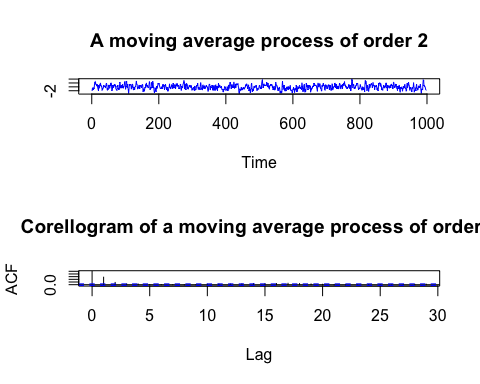 A moving average process of order 2
-2
0 200 400 600 800 1000
Time
Corellogram of a moving average process of order
ACF
0.0
0 5 10 15 20 25 30
Lag